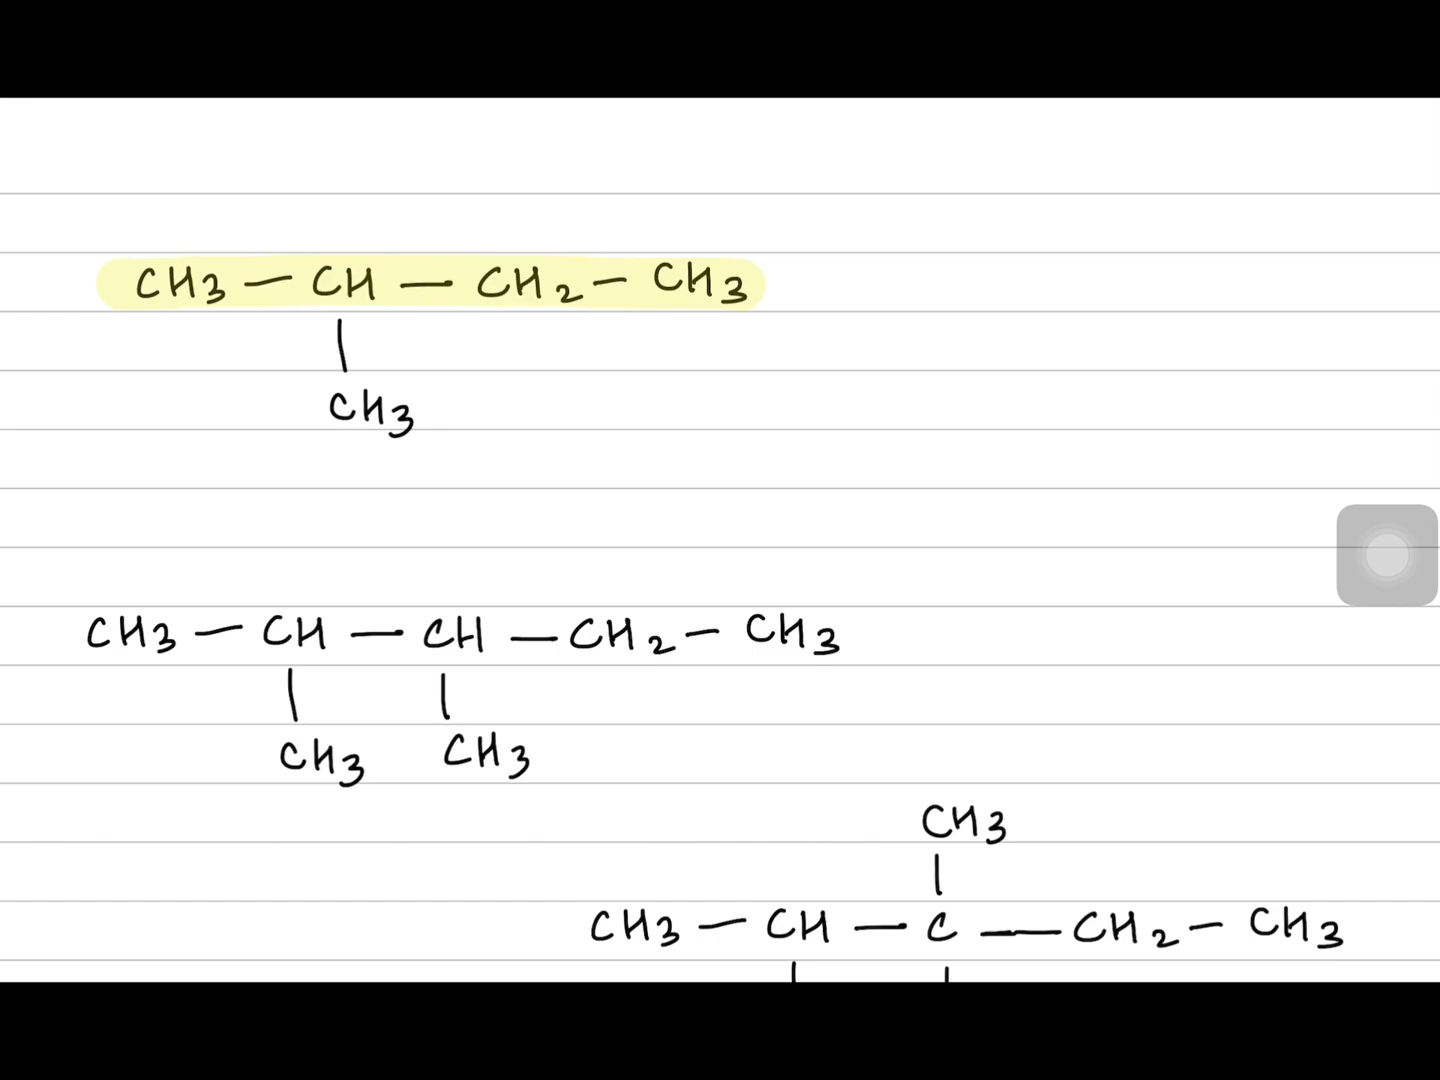 CH3 — CH — CH2 — CH3
|
CH3
CH3 — CH — CH — CH2 — CH3
| |
CH3 CH3
CH3
|
CH3 — CH — C — CH2 — CH3
| |